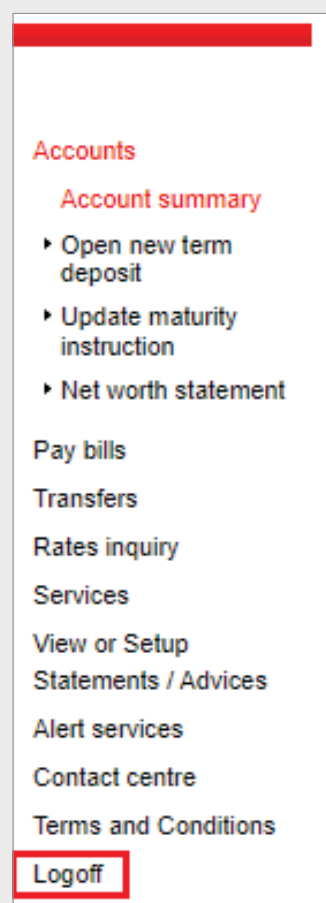 Accounts
Account summary
Open new term
deposit
Update maturity
instruction
Net worth statement
Pay bills
Transfers
Rates inquiry
Services
View or Setup
Statements / Advices
Alert services
Contact centre
Terms and Conditions
Logoff